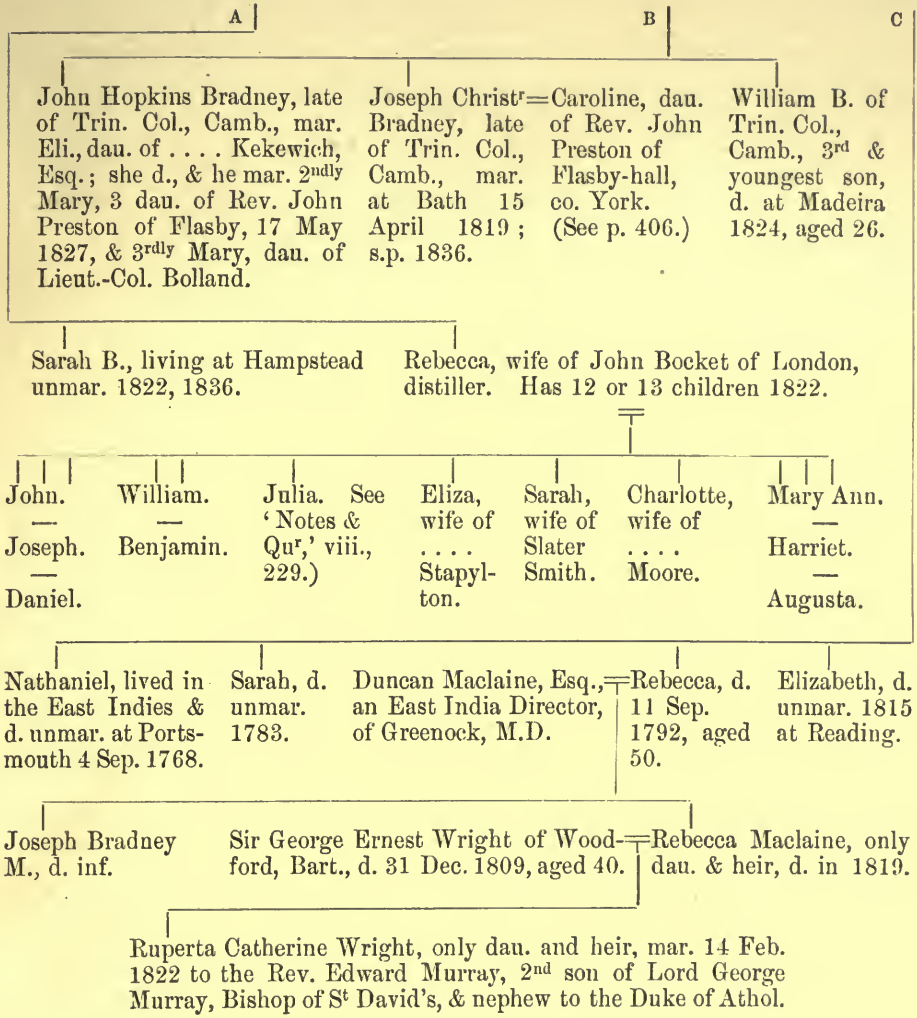 A B C
John Hopkins Bradney, late
of Trin. Col., Camb., mar.
Eli., dau. of . . . . Kekewich,
Esq.; she d., & he mar. 2ndly
Mary, 3 dau. of Rev. John
Preston of Flasby, 17 May
1827, & 3rdly Mary, dau. of
Lieut.-Col. Bolland.
Joseph Christr=Caroline, dau.
Bradney, late of Rev. John
of Trin. Col., Preston of
Camb., mar. Flasby-hall,
at Bath 15 co. York.
April 1819; (See p. 406.)
s.p. 1836.
William B. of
Trin. Col.,
Camb., 3rd &
youngest son,
d. at Madeira
1824, aged 26.
Sarah B., living at Hampstead
unmar. 1822, 1836.
Rebecca, wife of John Bocket of London,
distiller. Has 12 or 13 children 1822.
John.
—
Joseph.
—
Daniel.
William.
—
Benjamin.
Julia. See
‘Notes &
Qur,’ viii.,
229.)
Eliza,
wife of
. . . .
Stapyl-
ton.
Sarah,
wife of
Slater
Smith.
Charlotte,
wife of
. . . .
Moore.
Mary Ann.
—
Harriet.
—
Augusta.
Nathaniel, lived in
the East Indies &
d. unmar. at Ports-
mouth 4 Sep. 1768.
Sarah, d.
unmar.
1783.
Duncan Maclaine, Esq.,=Rebecca, d.
an East India Director, 11 Sep.
of Greenock, M.D. 1792, aged
50.
Elizabeth, d.
unmar. 1815
at Reading.
Joseph Bradney
M., d. inf.
Sir George Ernest Wright of Wood-=Rebecca Maclaine, only
ford, Bart., d. 31 Dec. 1809, aged 40. dau. & heir, d. in 1819.
Ruperta Catherine Wright, only dau. and heir, mar. 14 Feb.
1822 to the Rev. Edward Murray, 2nd son of Lord George
Murray, Bishop of St David's, & nephew to the Duke of Athol.